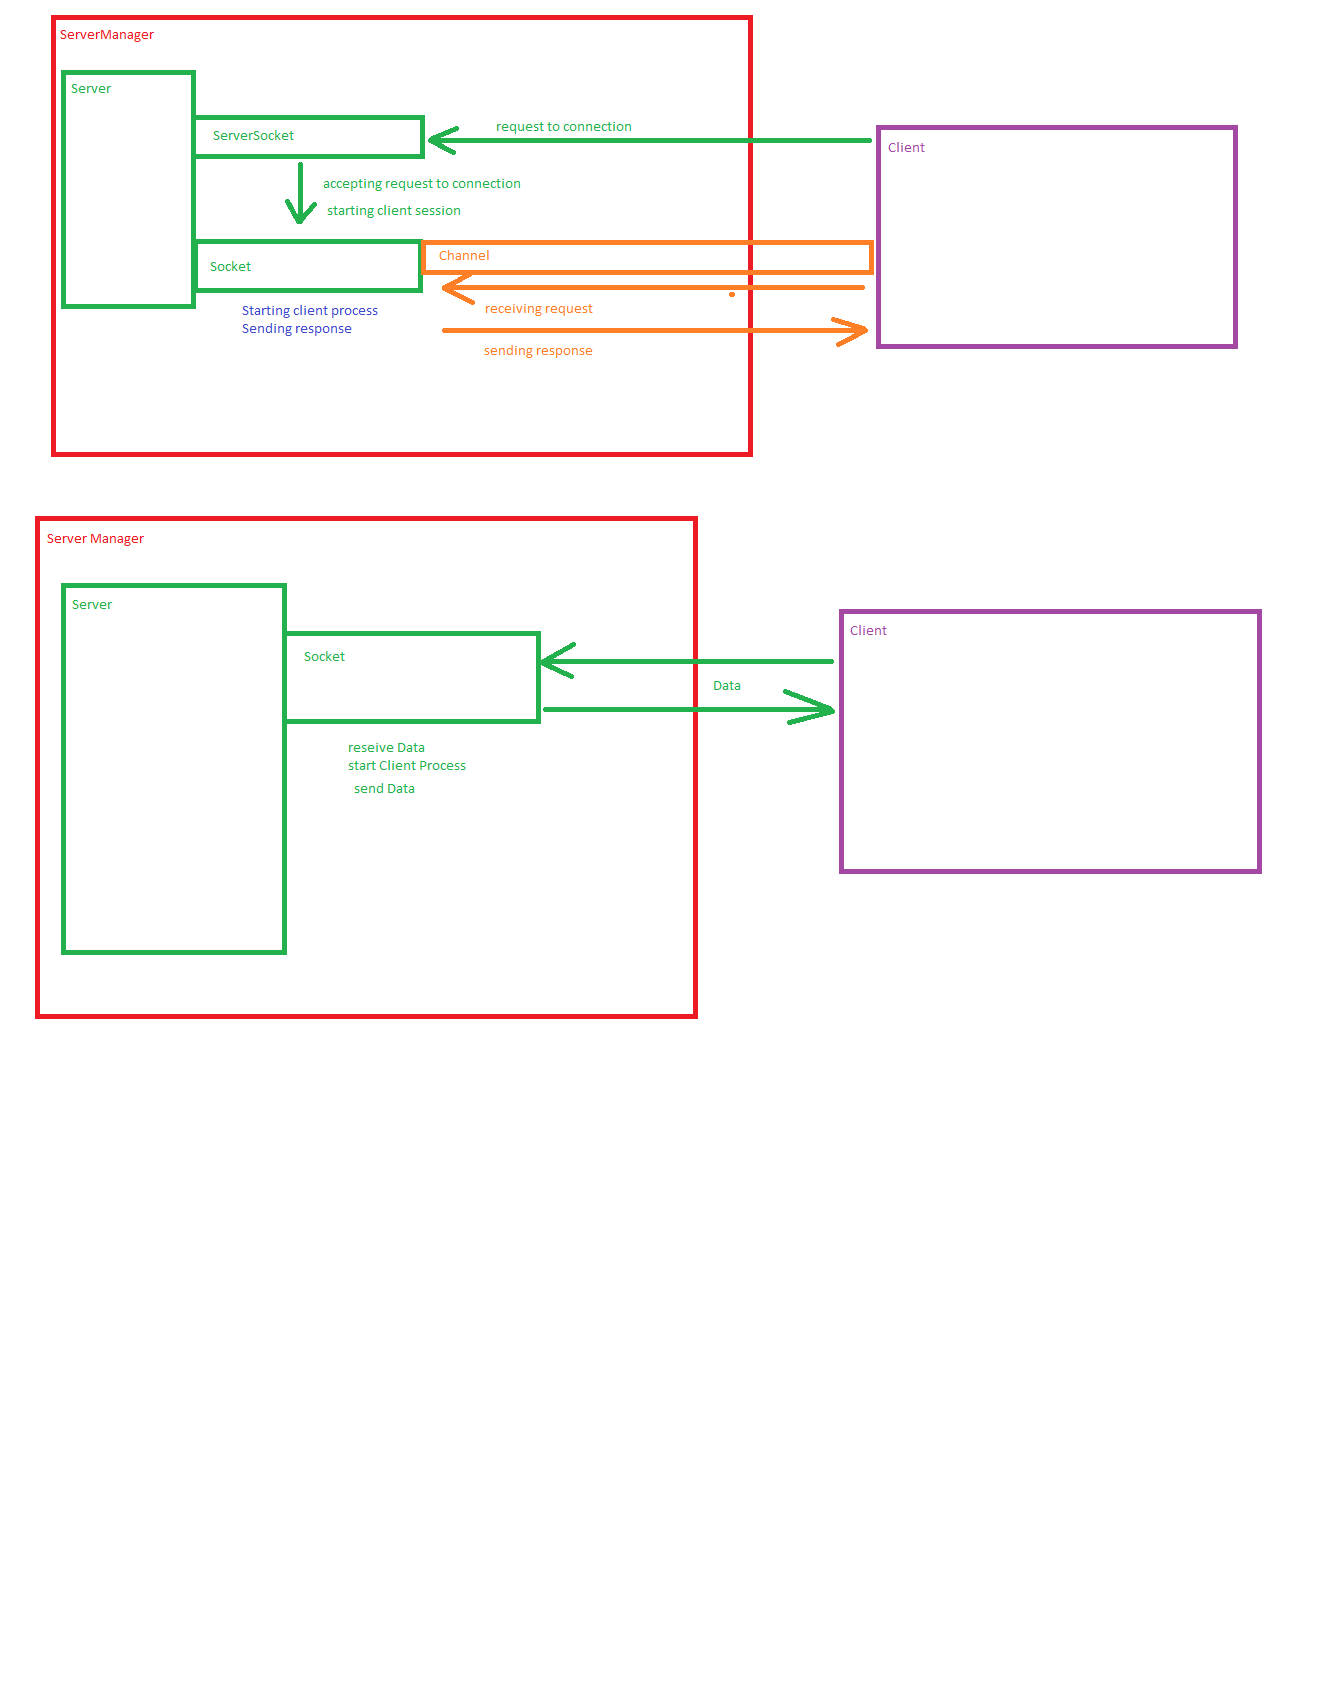 ServerManager
Server
ServerSocket
request to connection
Client
accepting request to connection
starting client session
Socket
Channel
Starting client process
Sending response
receiving request
sending response
Server Manager
Server
Socket
Client
Data
reseive Data
start Client Process
send Data